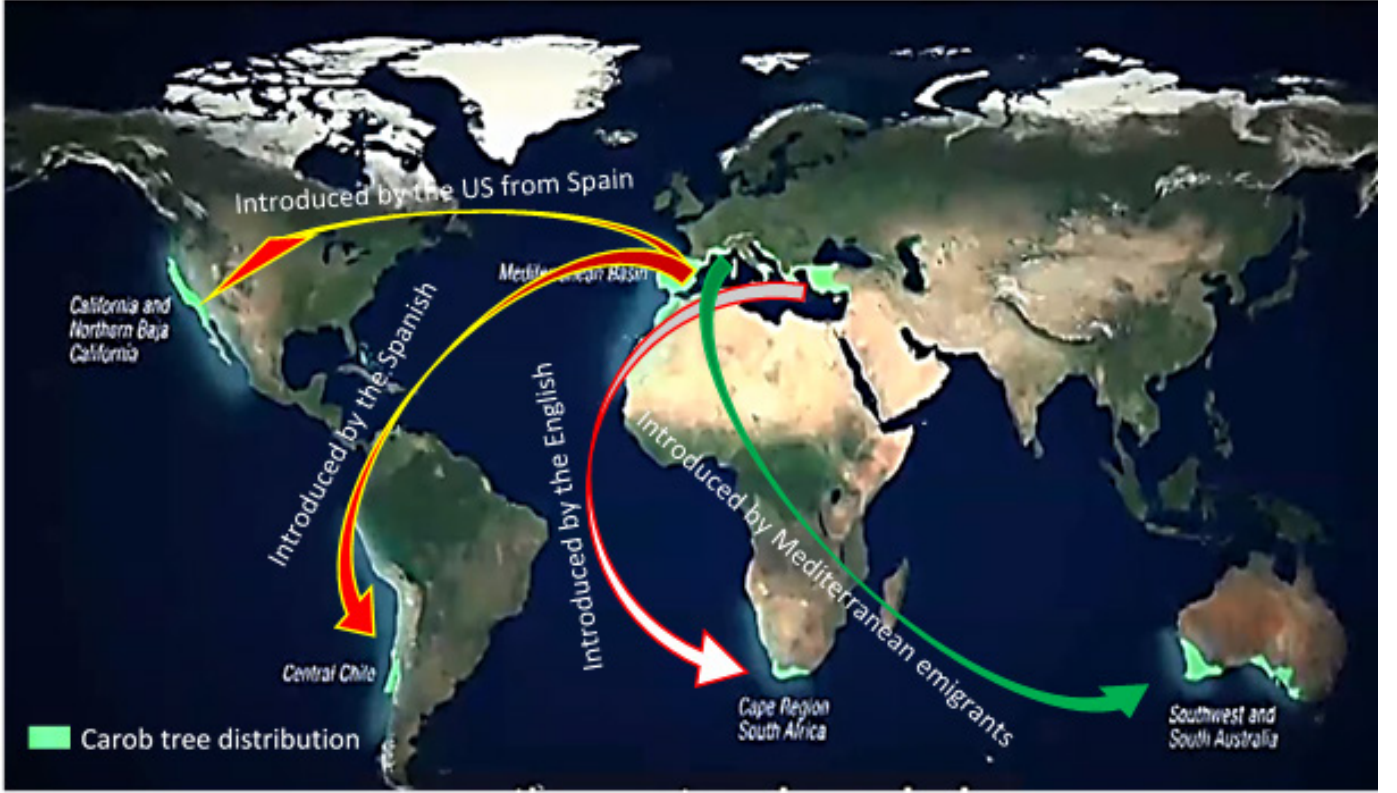 Introduced by the US from Spain
Mediterranean Basin
California and
Northern Baja
California
Introduced by the Spanish
Introduced by the English
Introduced by Mediterranean emigrants
Central Chile
Cape Region
South Africa
Southwest and
South Australia
Carob tree distribution